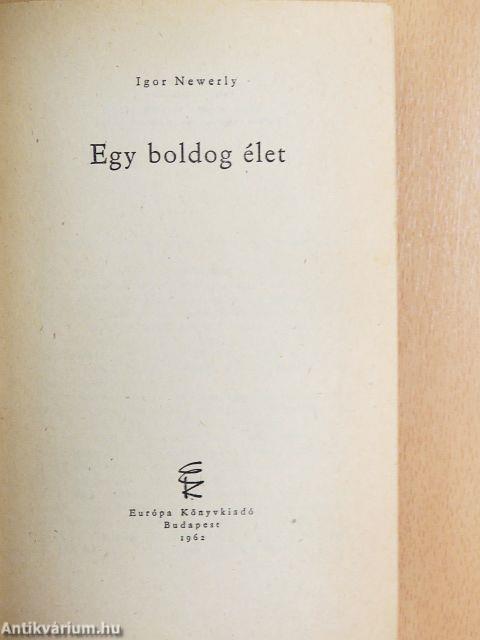 Igor Newerly
Egy boldog élet
Európa Könyvkiadó
Budapest
1962
Antikvárium.hu